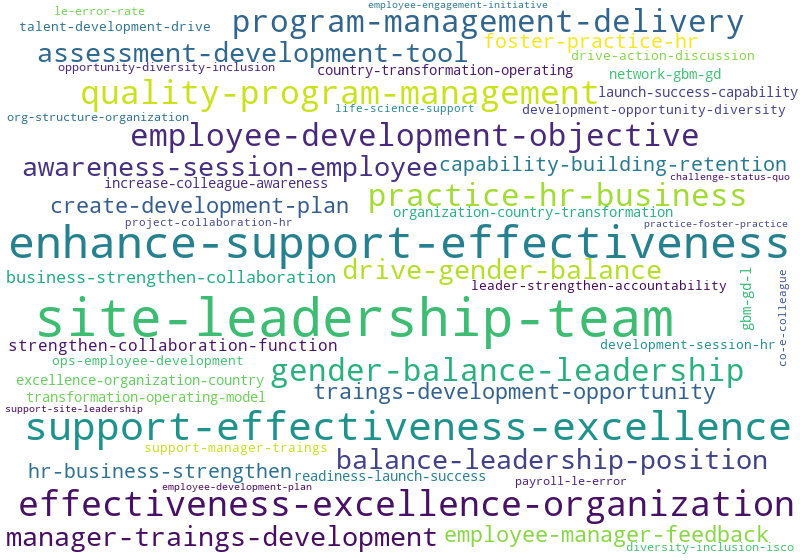 le-error-rate
employee-engagement-initiative
talent-development-drive
program-management-delivery
assessment-development-tool
foster-practice-hr
drive-action-discussion
opportunity-diversity-inclusion
country-transformation-operating
network-gbm-gd
quality-program-management
launch-success-capability
org-structure-organization
life-science-support
development-opportunity-diversity
employee-development-objective
awareness-session-employee
capability-building-retention
increase-colleague-awareness
challenge-status-quo
create-development-plan
practice-hr-business
organization-country-transformation
project-collaboration-hr
practice-foster-practice
enhance-support-effectiveness
business-strengthen-collaboration
drive-gender-balance
leader-strengthen-accountability
gbm-gd-l
co-e-colleague
site-leadership-team
strengthen-collaboration-function
development-session-hr
ops-employee-development
gender-balance-leadership
excellence-organization-country
transformation-operating-model
traings-development-opportunity
support-site-leadership
support-effectiveness-excellence
support-manager-traings
balance-leadership-position
hr-business-strengthen
readiness-launch-success
payroll-le-error
employee-development-plan
effectiveness-excellence-organization
manager-traings-development
employee-manager-feedback
diversity-inclusion-isco